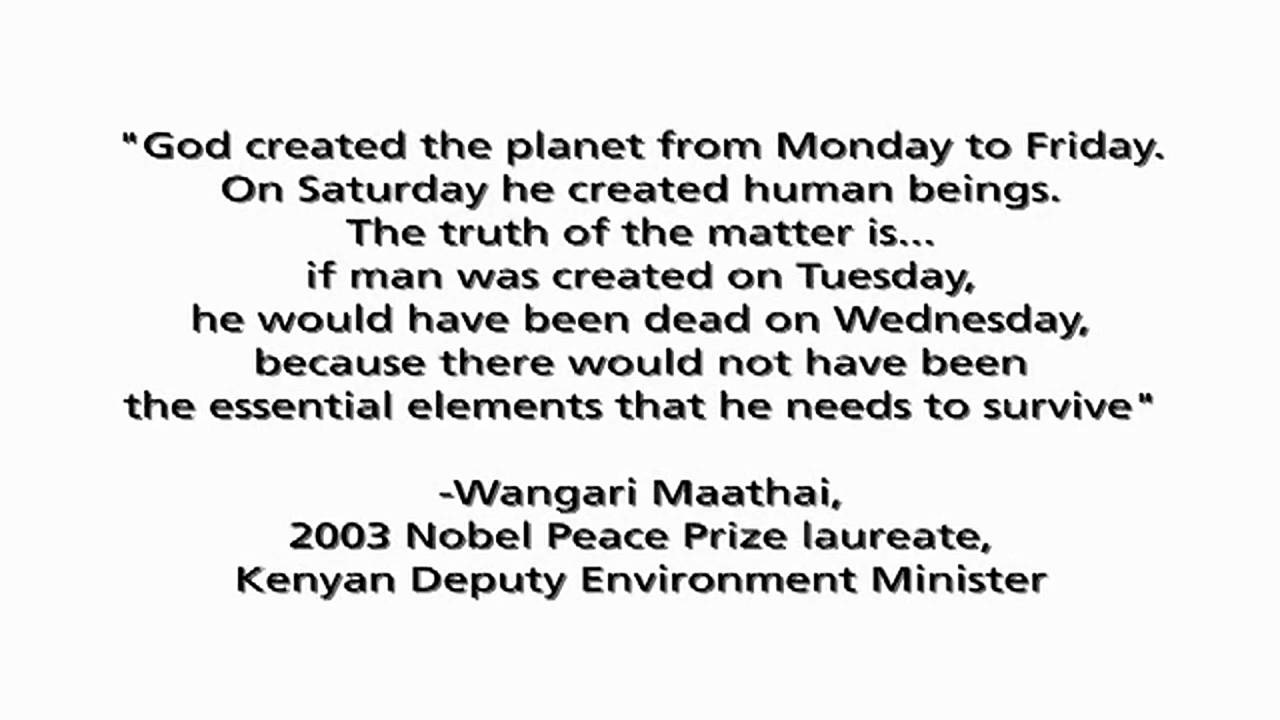 "God created the planet from Monday to Friday.
On Saturday he created human beings.
The truth of the matter is...
if man was created on Tuesday,
he would have been dead on Wednesday,
because there would not have been
the essential elements that he needs to survive"
-Wangari Maathai,
2003 Nobel Peace Prize laureate,
Kenyan Deputy Environment Minister